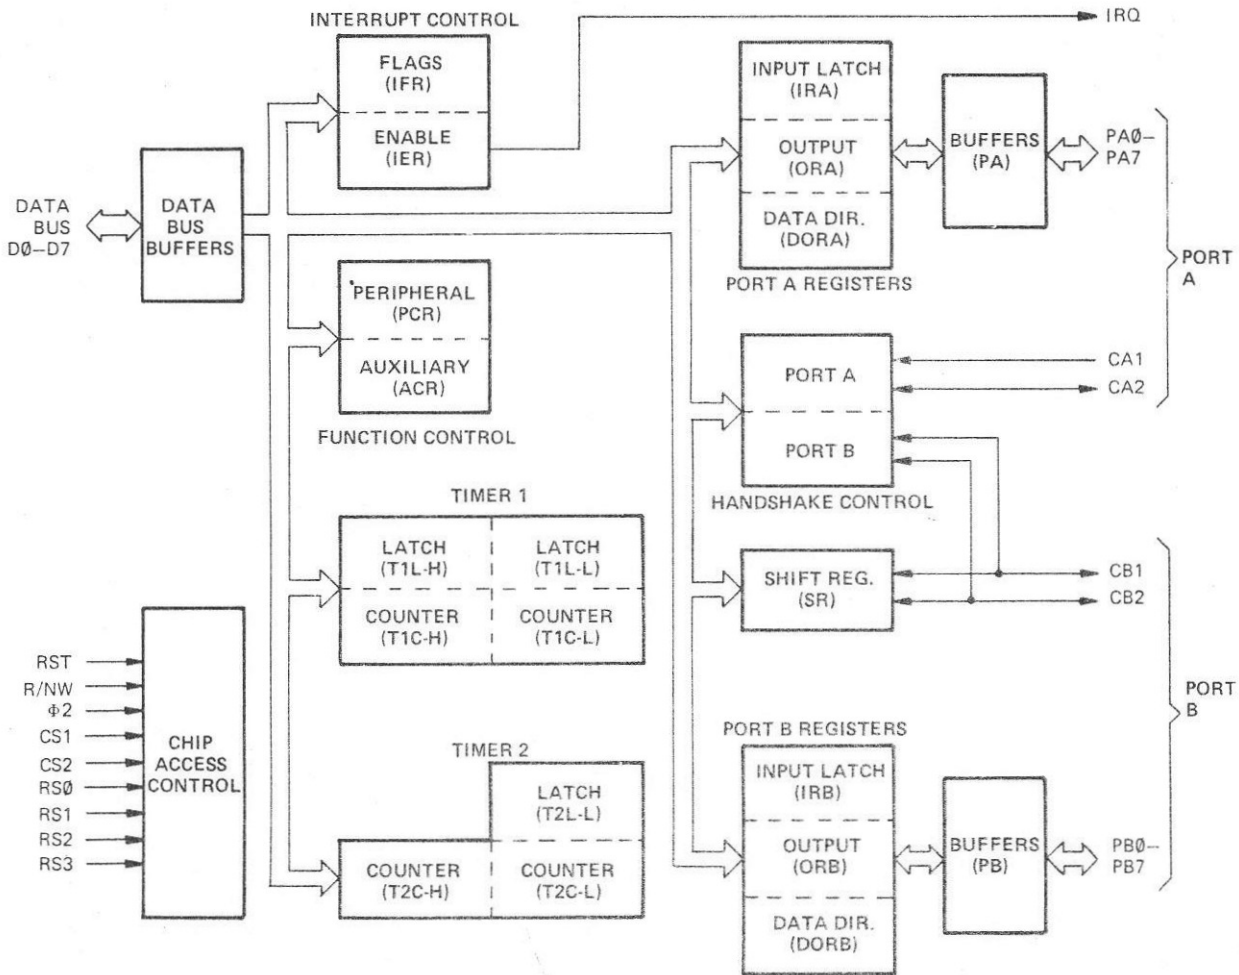 INTERRUPT CONTROL
FLAGS
(IFR)
ENABLE
(IER)
IRQ
DATA
BUS
DØ—D7
DATA
BUS
BUFFERS
PERIPHERAL
(PCR)
AUXILIARY
(ACR)
FUNCTION CONTROL
TIMER 1
LATCH
(T1L-H)
LATCH
(T1L-L)
COUNTER
(T1C-H)
COUNTER
(T1C-L)
TIMER 2
LATCH
(T2L-L)
COUNTER
(T2C-H)
COUNTER
(T2C-L)
RST
R/NW
Φ2
CS1
CS2
RSØ
RS1
RS2
RS3
CHIP
ACCESS
CONTROL
INPUT LATCH
(IRA)
OUTPUT
(ORA)
DATA DIR.
(DORA)
PORT A REGISTERS
BUFFERS
(PA)
PAØ—
PA7
PORT
A
PORT A
PORT B
HANDSHAKE CONTROL
CA1
CA2
SHIFT REG.
(SR)
CB1
CB2
PORT
B
PORT B REGISTERS
INPUT LATCH
(IRB)
OUTPUT
(ORB)
DATA DIR.
(DORB)
BUFFERS
(PB)
PBØ—
PB7